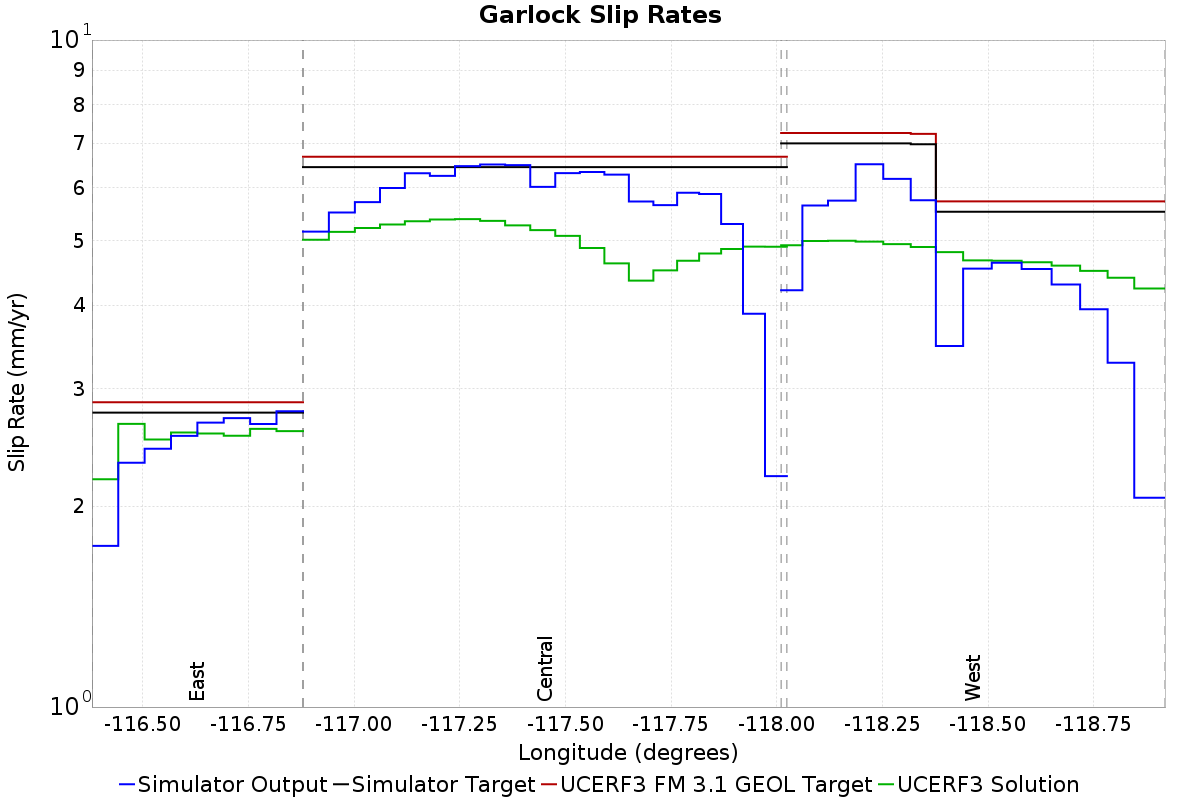 Garlock Slip Rates
10^1
9
8
7
6
5
4
3
2
10^0
Slip Rate (mm/yr)
East
Central
West
-116.50 -116.75 -117.00 -117.25 -117.50 -117.75 -118.00 -118.25 -118.50 -118.75
Longitude (degrees)
Simulator Output Simulator Target UCERF3 FM 3.1 GEOL Target UCERF3 Solution